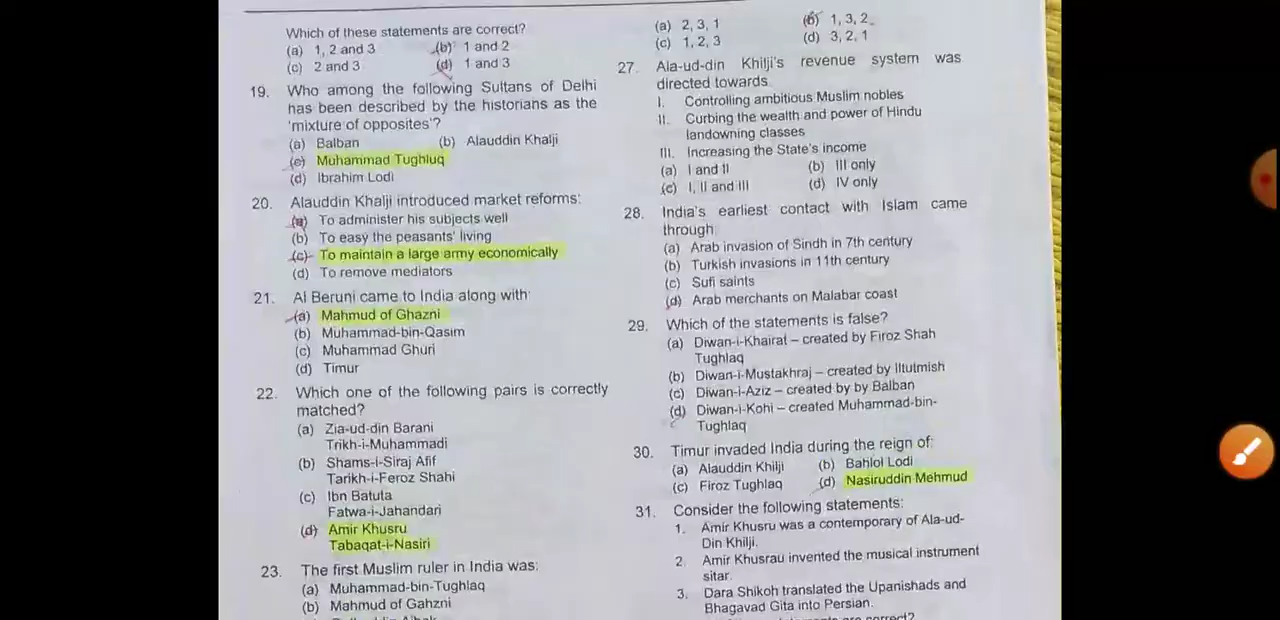 Which of these statements are correct?
(a) 1, 2 and 3 (b) 1 and 2
(c) 2 and 3 (d) 1 and 3
19. Who among the following Sultans of Delhi
has been described by the historians as the
'mixture of opposites'?
(a) Balban (b) Alauddin Khalji
(c) Muhammad Tughluq
(d) Ibrahim Lodi
20. Alauddin Khalji introduced market reforms:
(a) To administer his subjects well
(b) To easy the peasants' living
(c) To maintain a large army economically
(d) To remove mediators
21. Al Beruni came to India along with
(a) Mahmud of Ghazni
(b) Muhammad-bin-Qasim
(c) Muhammad Ghuri
(d) Timur
22. Which one of the following pairs is correctly
matched?
(a) Zia-ud-din Barani
Trikh-i-Muhammadi
(b) Shams-i-Siraj Afif
Tarikh-i-Feroz Shahi
(c) Ibn Batuta
Fatwa-i-Jahandari
(d) Amir Khusru
Tabaqat-i-Nasiri
23. The first Muslim ruler in India was:
(a) Muhammad-bin-Tughlaq
(b) Mahmud of Gahzni
(a) 2, 3, 1 (b) 1, 3, 2
(c) 1, 2, 3 (d) 3, 2, 1
27. Ala-ud-din Khilji's revenue system was
directed towards
I. Controlling ambitious Muslim nobles
II. Curbing the wealth and power of Hindu
landowning classes
III. Increasing the State's income
(a) I and II (b) III only
(c) I, II and III (d) IV only
28. India's earliest contact with Islam came
through:
(a) Arab invasion of Sindh in 7th century
(b) Turkish invasions in 11th century
(c) Sufi saints
(d) Arab merchants on Malabar coast
29. Which of the statements is false?
(a) Diwan-i-Khairat – created by Firoz Shah
Tughlaq
(b) Diwan-i-Mustakhraj – created by Iltulmish
(c) Diwan-i-Aziz – created by by Balban
(d) Diwan-i-Kohi – created Muhammad-bin-
Tughlaq
30. Timur invaded India during the reign of:
(a) Alauddin Khilji (b) Bahlol Lodi
(c) Firoz Tughlaq (d) Nasiruddin Mehmud
31. Consider the following statements:
1. Amir Khusru was a contemporary of Ala-ud-
Din Khilji.
2. Amir Khusrau invented the musical instrument
sitar.
3. Dara Shikoh translated the Upanishads and
Bhagavad Gita into Persian.